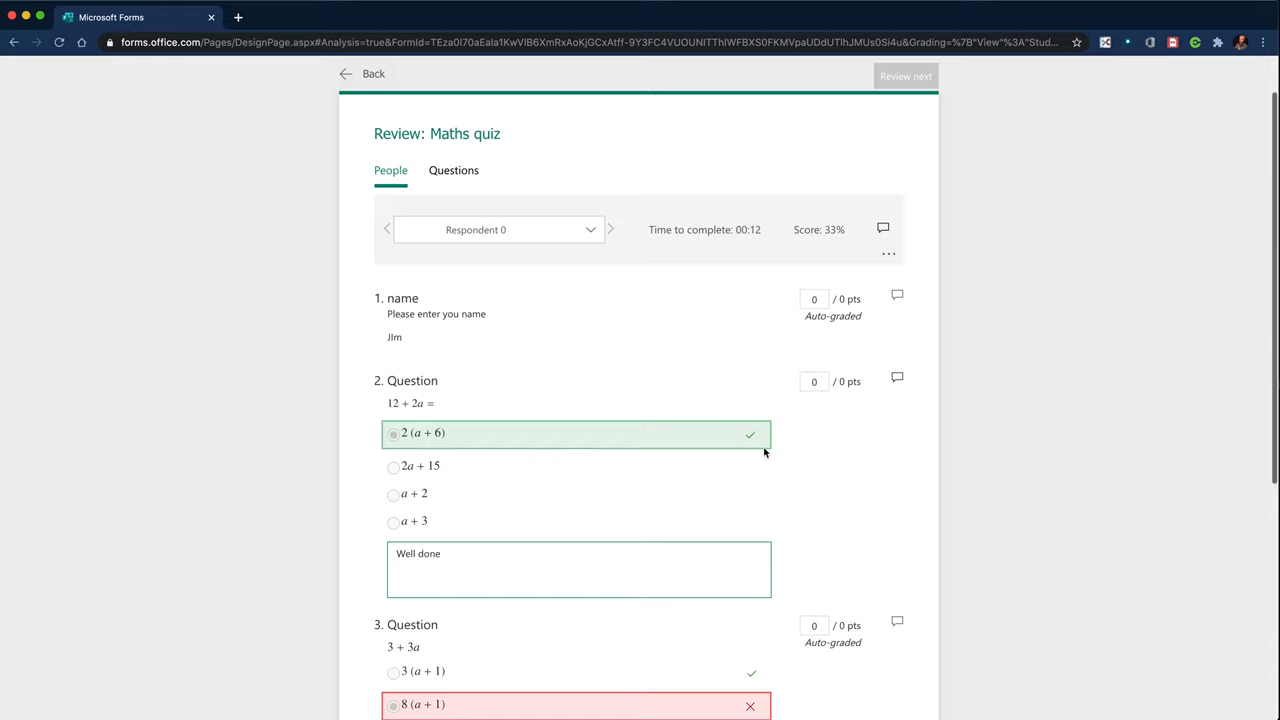 Microsoft Forms
forms.office.com/Pages/DesignPage.aspx#Analysis=true&FormId=TEza0I70aEaIa1KwVlB6XmRxAoKjGCxAtff-9Y3FC4VUOUNITThIWFBXS0FKMVpaUDdUTlhJMUs0Si4u&Grading=%7B"View"%3A"Stud...
Back
Review next
Review: Maths quiz
People Questions
Respondent 0
Time to complete: 00:12
Score: 33%
1. name
0 / 0 pts
Please enter you name
Auto-graded
JIm
2. Question
0 / 0 pts
12 + 2a =
2 (a + 6)
2a + 15
a + 2
a + 3
Well done
3. Question
0 / 0 pts
Auto-graded
3 + 3a
3 (a + 1)
8 (a + 1)